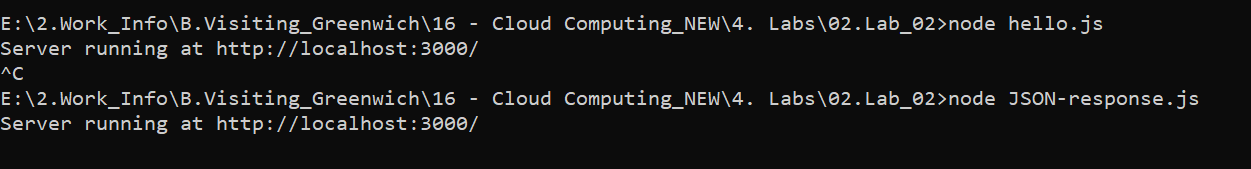 E:\2.Work_Info\B.Visiting_Greenwich\16 - Cloud Computing_NEW\4. Labs\02.Lab_02>node hello.js
Server running at http://localhost:3000/
^C
E:\2.Work_Info\B.Visiting_Greenwich\16 - Cloud Computing_NEW\4. Labs\02.Lab_02>node JSON-response.js
Server running at http://localhost:3000/